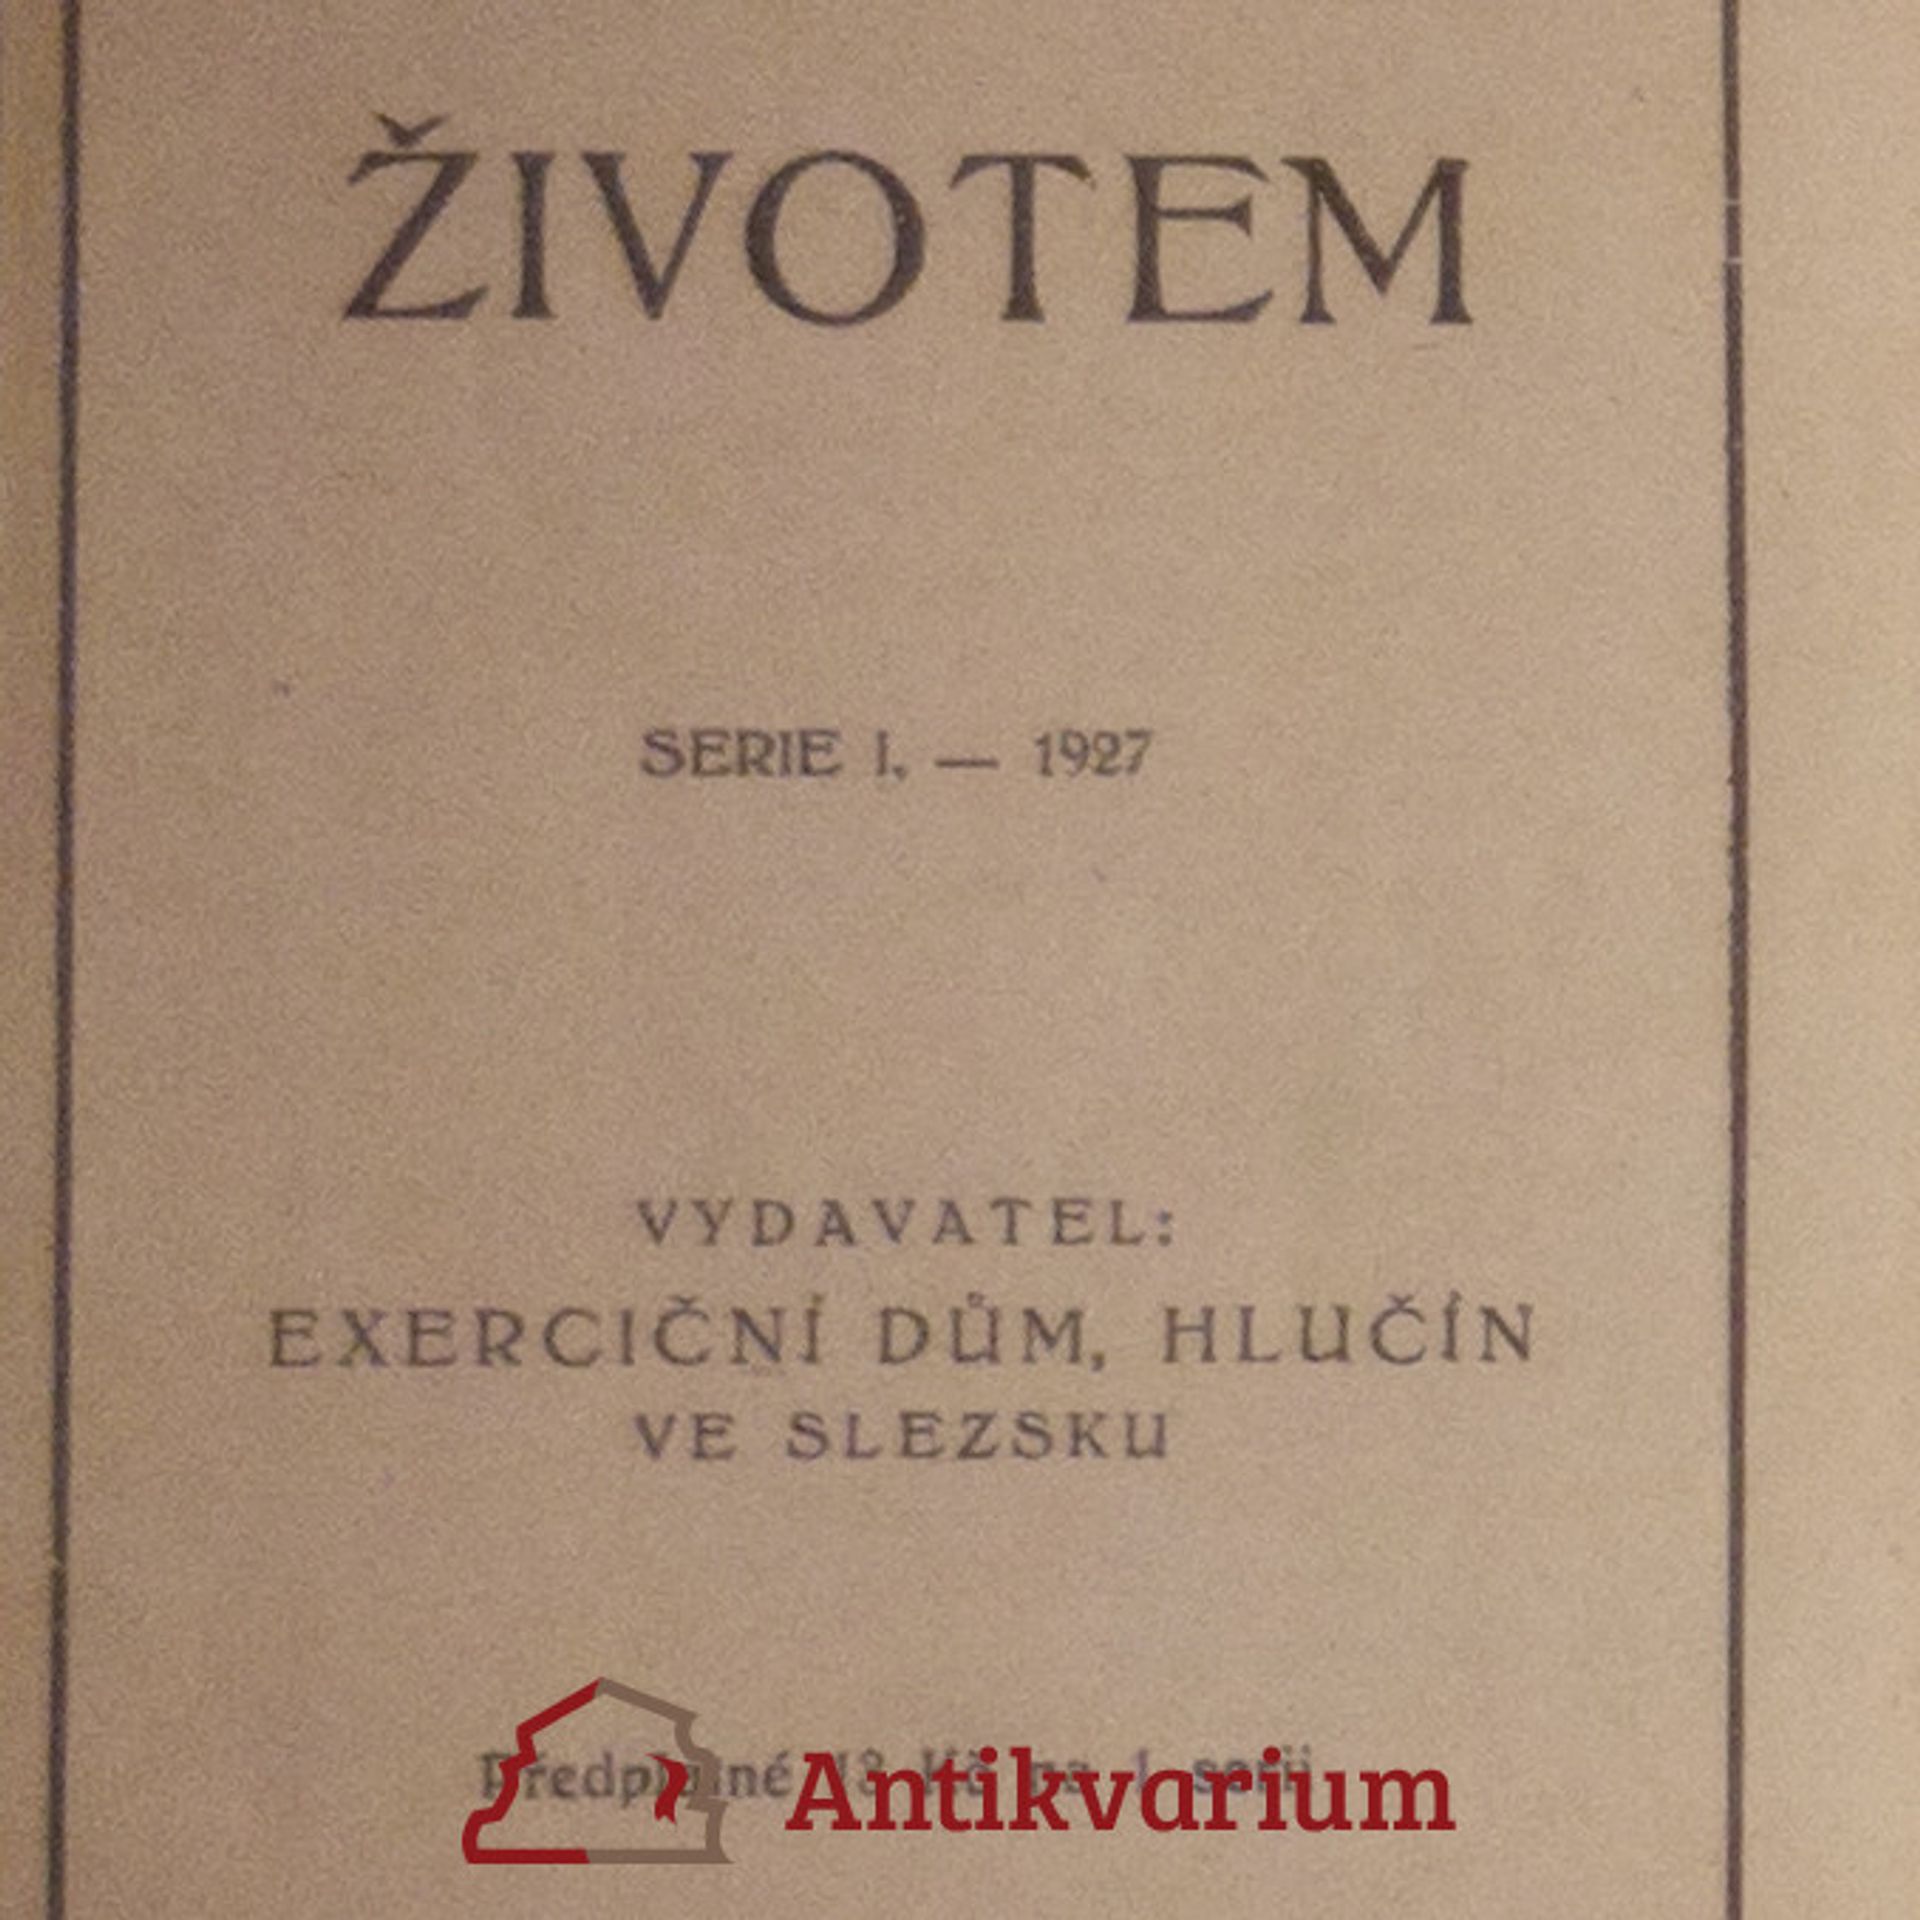 ŽIVOTEM
SERIE I. — 1927
VYDAVATEL:
EXERCIČNÍ DŮM, HLUČÍN
VE SLEZSKU
Antikvarium